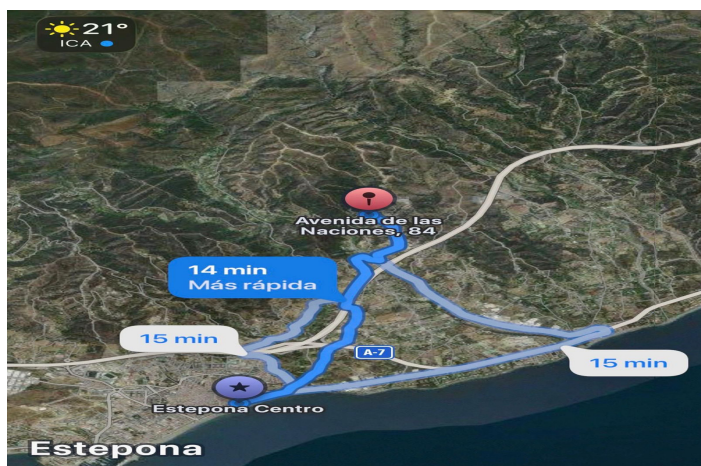 21°
ICA
Avenida de las
Naciones, 84
14 min
Más rápida
15 min
A-7
15 min
Estepona Centro
Estepona